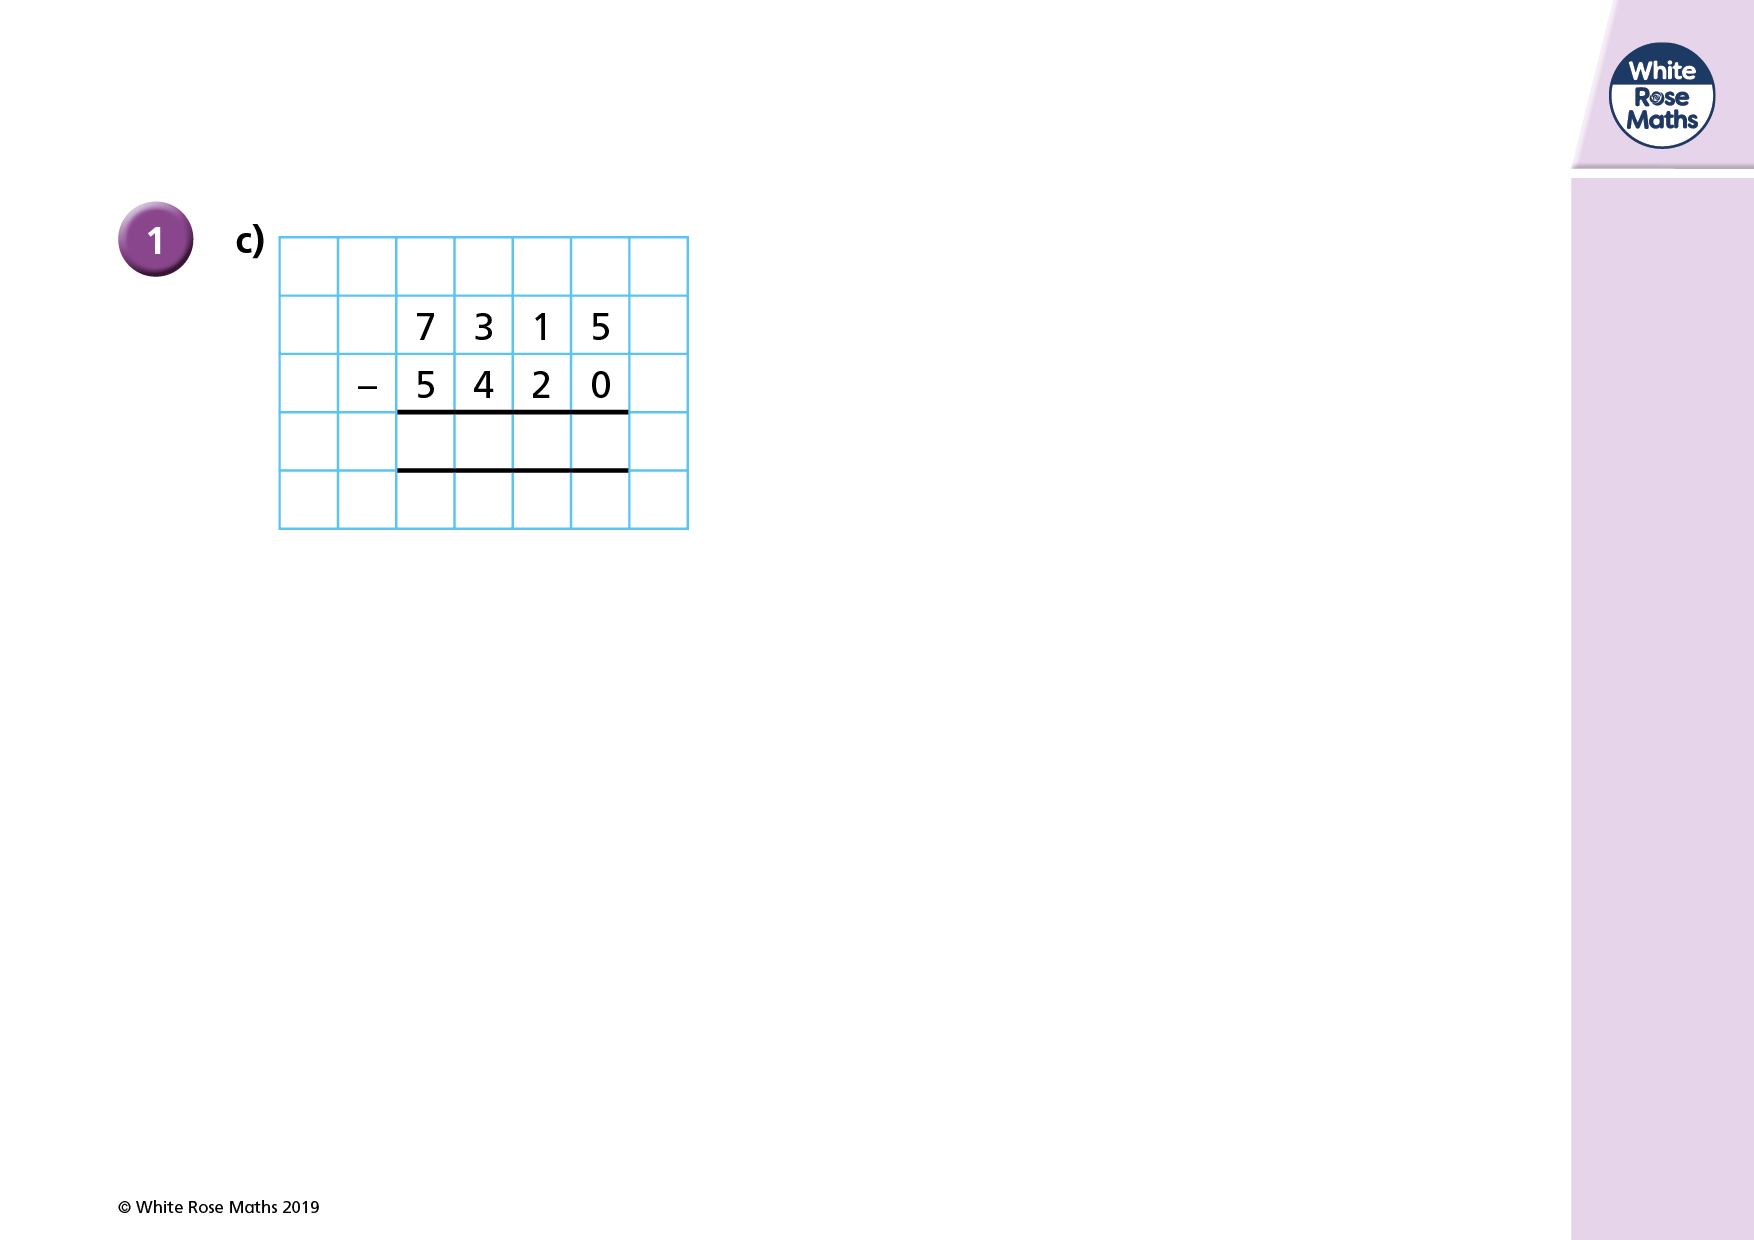 White
Rose
Maths
1 c)
7 3 1 5
– 5 4 2 0
© White Rose Maths 2019